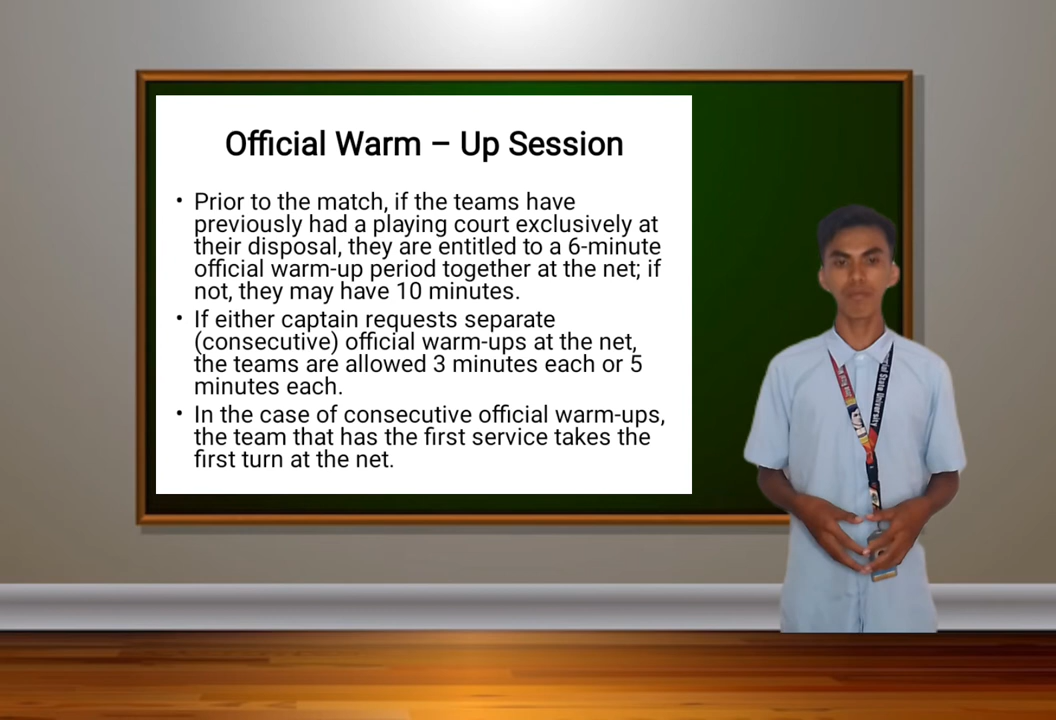 Official Warm – Up Session
• Prior to the match, if the teams have
previously had a playing court exclusively at
their disposal, they are entitled to a 6-minute
official warm-up period together at the net; if
not, they may have 10 minutes.
• If either captain requests separate
(consecutive) official warm-ups at the net,
the teams are allowed 3 minutes each or 5
minutes each.
• In the case of consecutive official warm-ups,
the team that has the first service takes the
first turn at the net.
State University